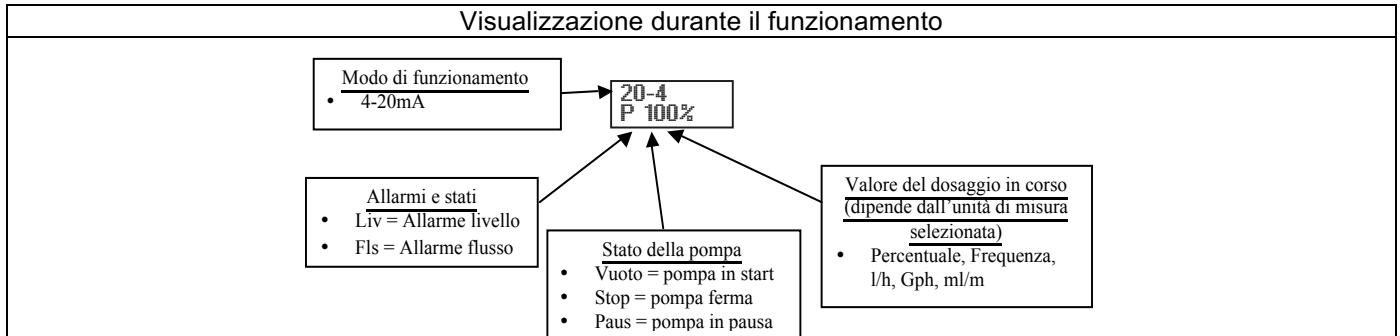 Visualizzazione durante il funzionamento
Modo di funzionamento
• 4-20mA
20-4
P 100%
Allarmi e stati
• Liv = Allarme livello
• Fls = Allarme flusso
Stato della pompa
• Vuoto = pompa in start
• Stop = pompa ferma
• Paus = pompa in pausa
Valore del dosaggio in corso
(dipende dall'unità di misura
selezionata)
• Percentuale, Frequenza,
l/h, Gph, ml/m